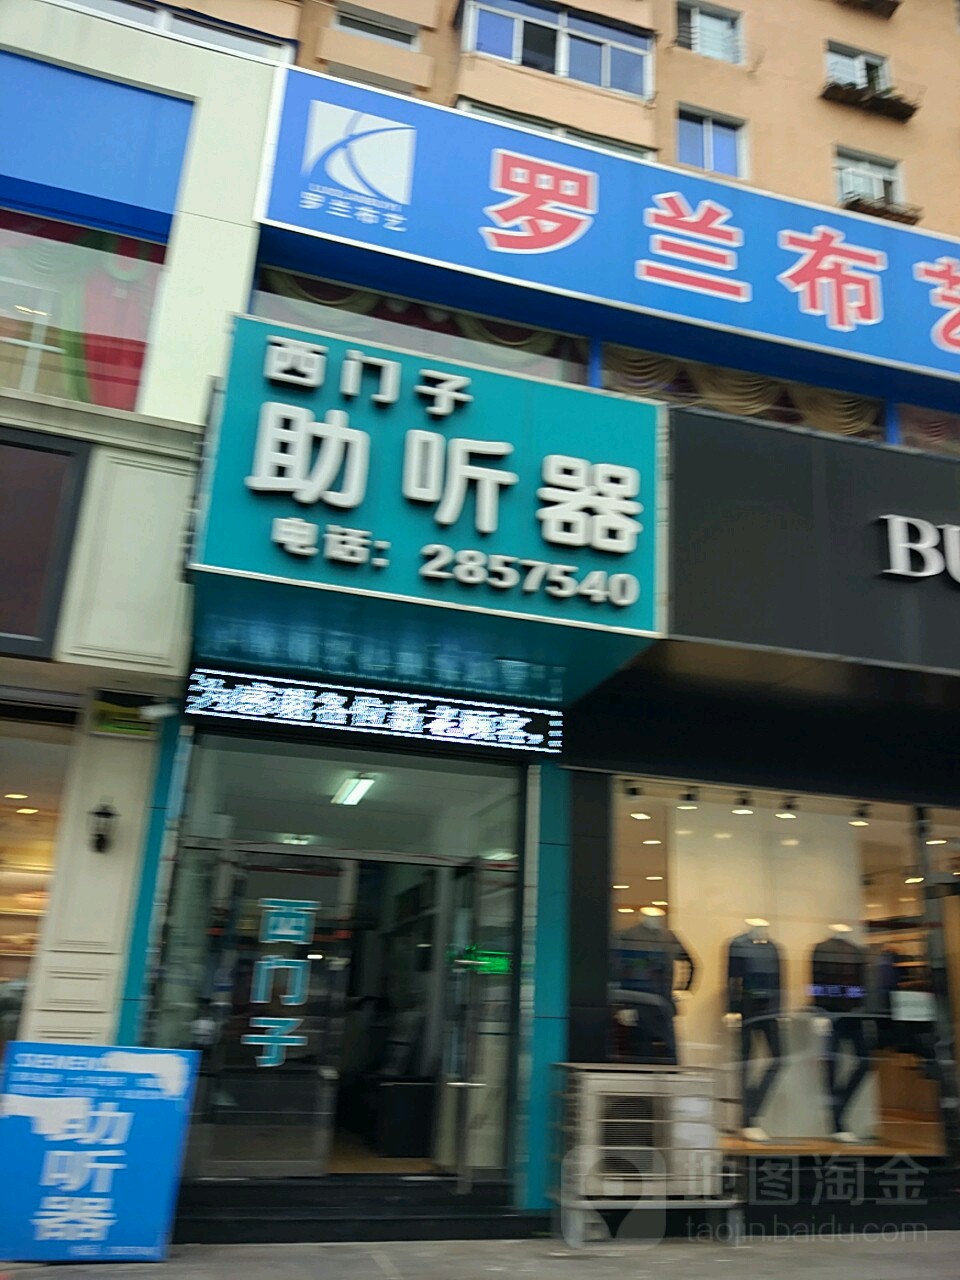 罗兰布艺
罗兰布艺
西门子
助听器
电话：2857540
BU
西门子
助听器
地图淘金
taojin.baidu.com